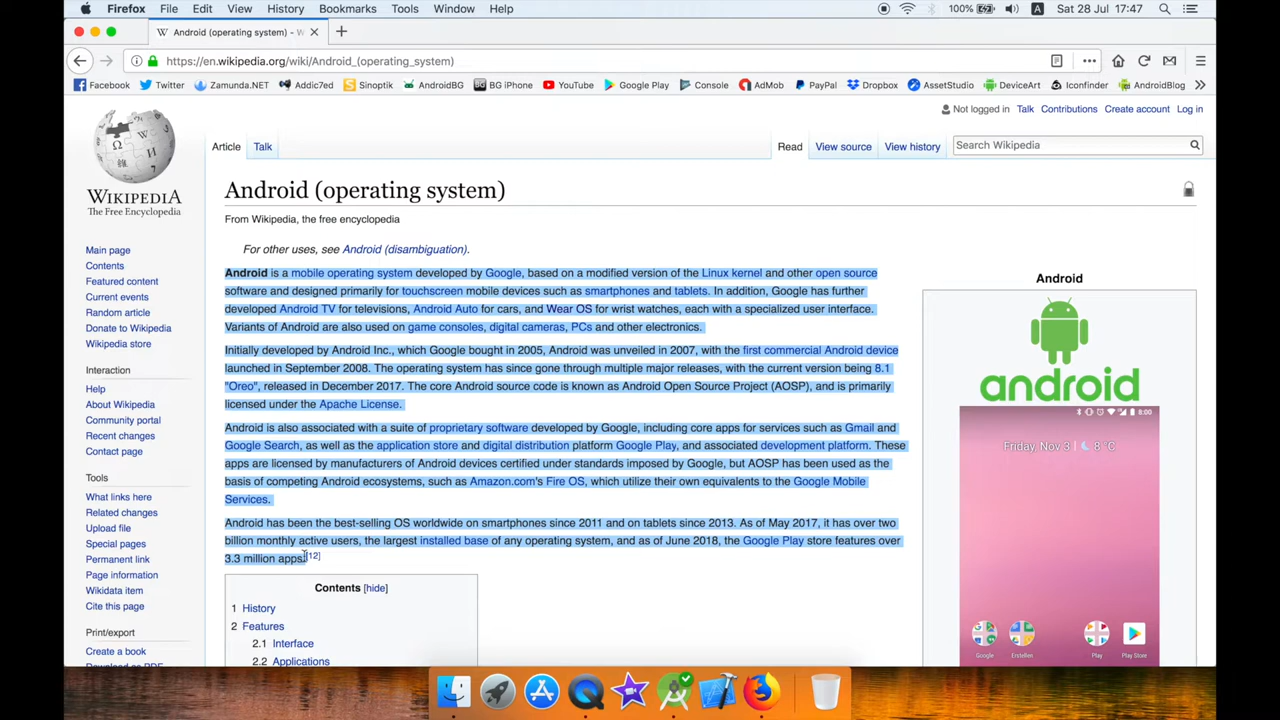 Firefox File Edit View History Bookmarks Tools Window Help 100% A Sat 28 Jul 17:47
W Android (operating system) - W
https://en.wikipedia.org/wiki/Android_(operating_system)
Facebook Twitter Zamunda.NET Addic7ed Sinoptik AndroidBG BG iPhone YouTube Google Play Console AdMob PayPal Dropbox AssetStudio DeviceArt Iconfinder AndroidBlog
Not logged in Talk Contributions Create account Log in
Article Talk Read View source View history Search Wikipedia
WIKIPEDIA
The Free Encyclopedia
Main page
Contents
Featured content
Current events
Random article
Donate to Wikipedia
Wikipedia store
Interaction
Help
About Wikipedia
Community portal
Recent changes
Contact page
Tools
What links here
Related changes
Upload file
Special pages
Permanent link
Page information
Wikidata item
Cite this page
Print/export
Create a book
Download as PDF
Android (operating system)
From Wikipedia, the free encyclopedia
For other uses, see Android (disambiguation).
Android is a mobile operating system developed by Google, based on a modified version of the Linux kernel and other open source
software and designed primarily for touchscreen mobile devices such as smartphones and tablets. In addition, Google has further
developed Android TV for televisions, Android Auto for cars, and Wear OS for wrist watches, each with a specialized user interface.
Variants of Android are also used on game consoles, digital cameras, PCs and other electronics.
Initially developed by Android Inc., which Google bought in 2005, Android was unveiled in 2007, with the first commercial Android device
launched in September 2008. The operating system has since gone through multiple major releases, with the current version being 8.1
"Oreo", released in December 2017. The core Android source code is known as Android Open Source Project (AOSP), and is primarily
licensed under the Apache License.
Android is also associated with a suite of proprietary software developed by Google, including core apps for services such as Gmail and
Google Search, as well as the application store and digital distribution platform Google Play, and associated development platform. These
apps are licensed by manufacturers of Android devices certified under standards imposed by Google, but AOSP has been used as the
basis of competing Android ecosystems, such as Amazon.com's Fire OS, which utilize their own equivalents to the Google Mobile
Services.
Android has been the best-selling OS worldwide on smartphones since 2011 and on tablets since 2013. As of May 2017, it has over two
billion monthly active users, the largest installed base of any operating system, and as of June 2018, the Google Play store features over
3.3 million apps.[12]
Contents [hide]
1 History
2 Features
2.1 Interface
2.2 Applications
Android
android
8:00
Friday, Nov 3 | 8 °C
Google Erstellen Play Play Store